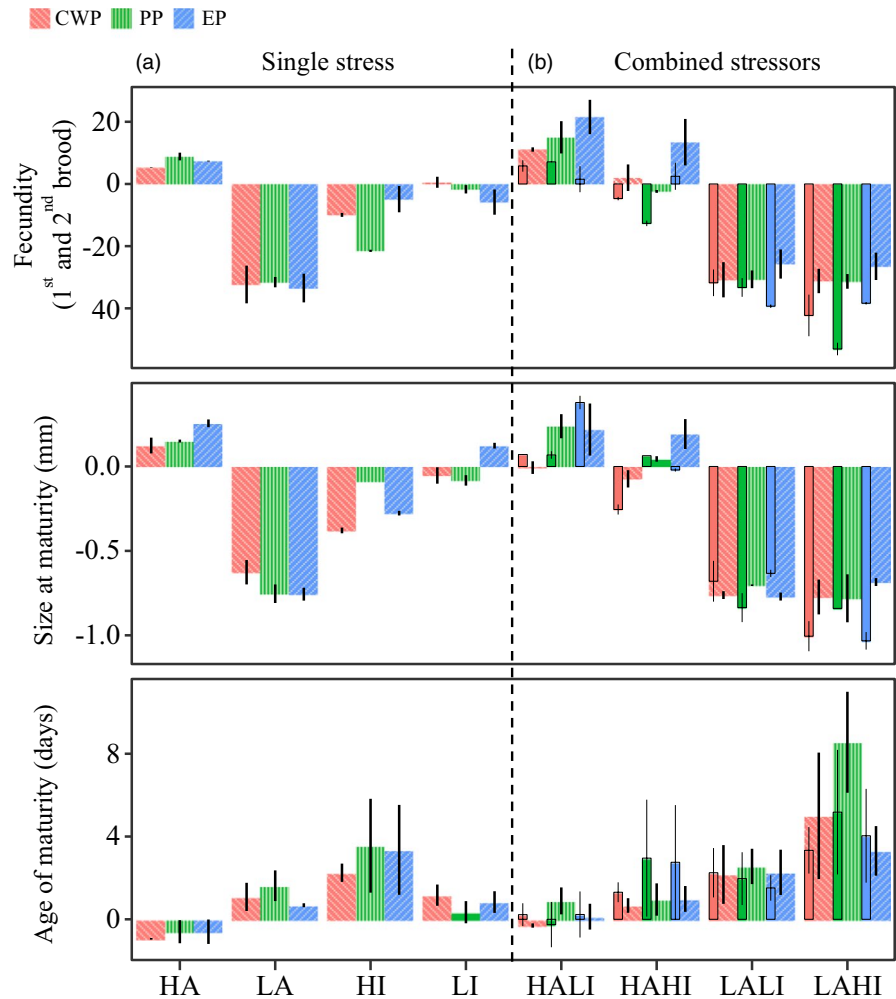 CWP PP EP
(a) Single stress (b) Combined stressors
Fecundity
(1st and 2nd brood)
20
0
-20
40
Size at maturity (mm)
0.0
-0.5
-1.0
Age of maturity (days)
8
4
0
HA LA HI LI HALI HAHI LALI LAHI